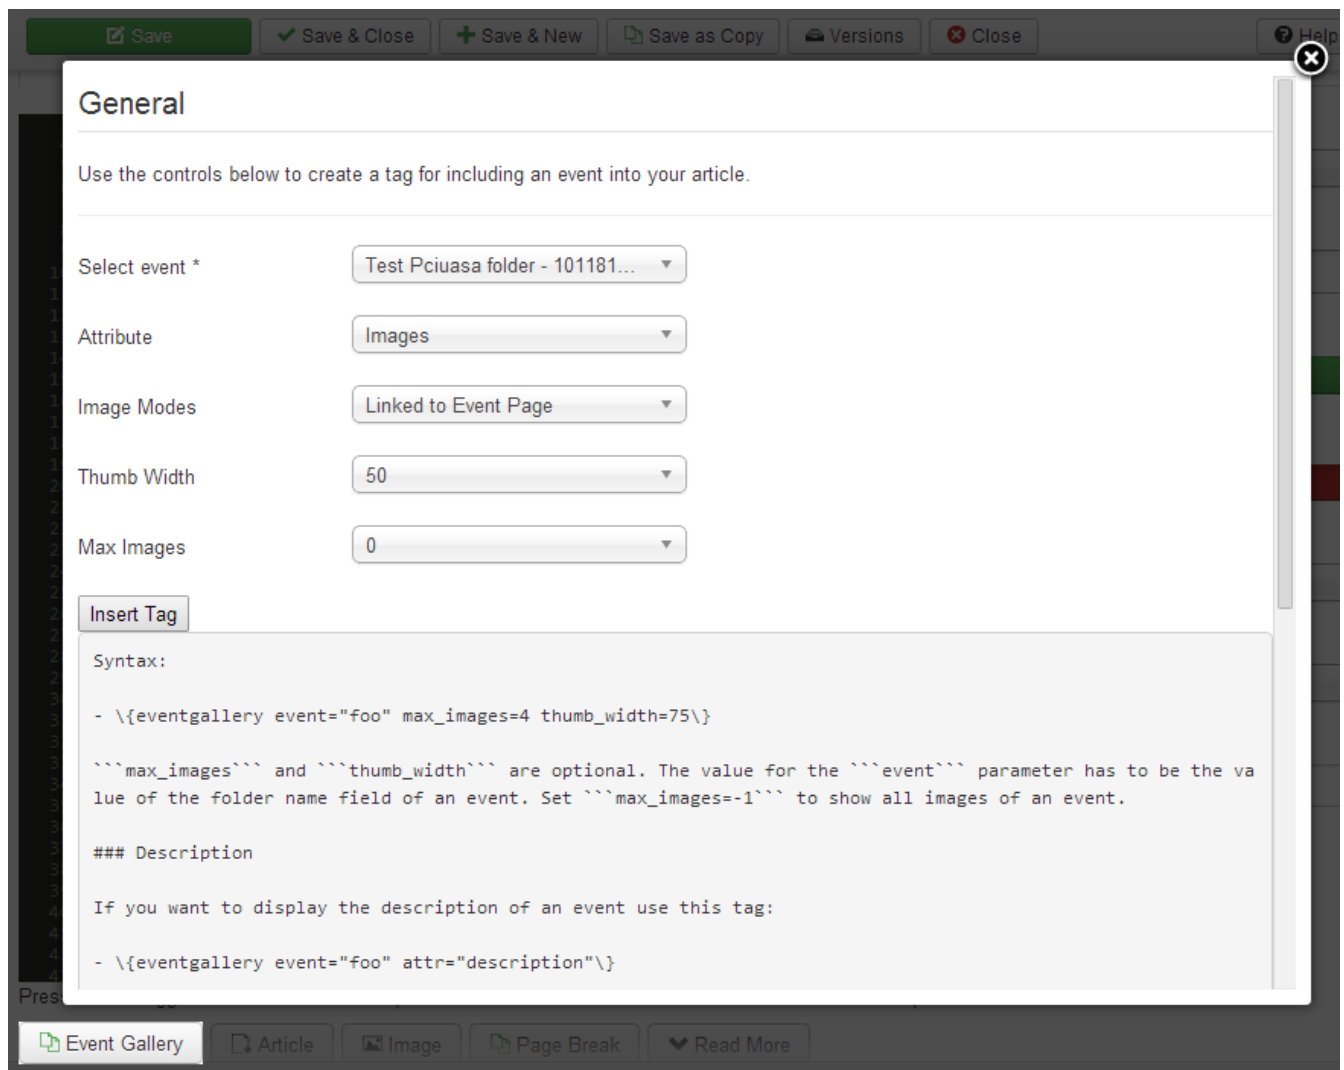 Save
Save & Close
Save & New
Save as Copy
Versions
Close
Help
General
Use the controls below to create a tag for including an event into your article.
Select event *
Test Pciuasa folder - 101181...
Attribute
Images
Image Modes
Linked to Event Page
Thumb Width
50
Max Images
0
Insert Tag
Syntax:
- \{eventgallery event="foo" max_images=4 thumb_width=75\}
```max_images``` and ```thumb_width``` are optional. The value for the ```event``` parameter has to be the va
lue of the folder name field of an event. Set ```max_images=-1``` to show all images of an event.
### Description
If you want to display the description of an event use this tag:
- \{eventgallery event="foo" attr="description"\}
Pres
Event Gallery
Article
Image
Page Break
Read More